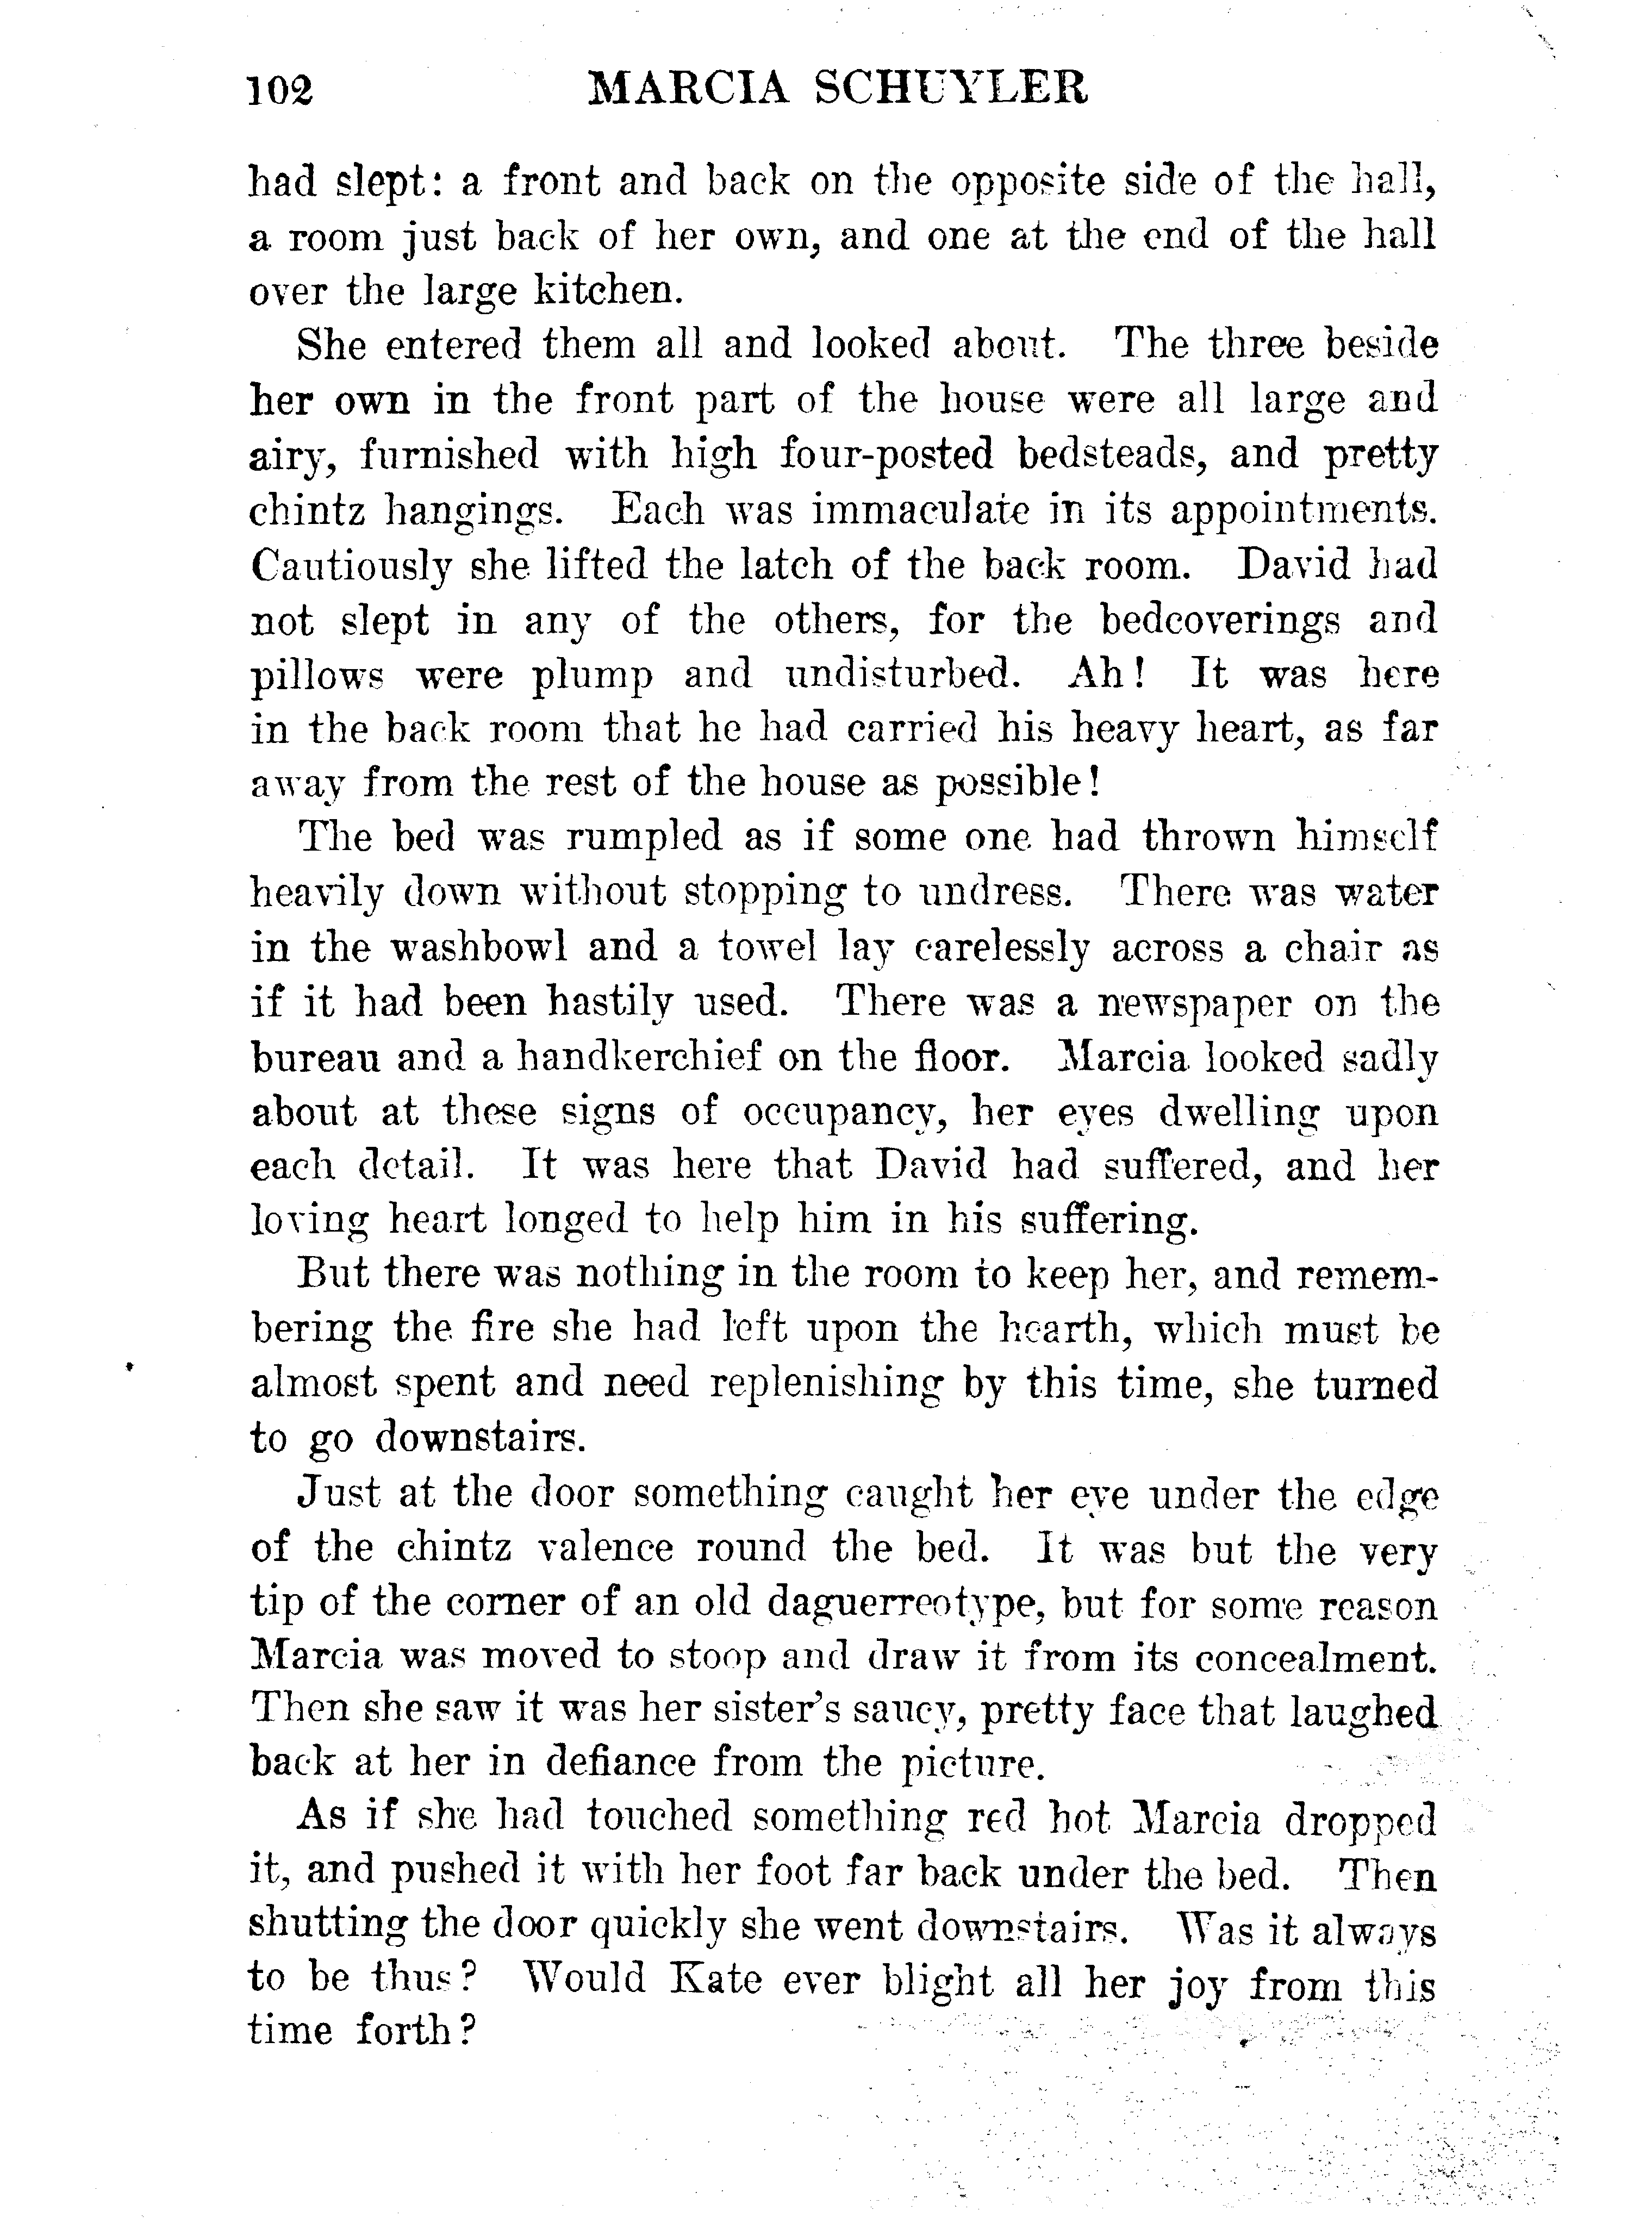 102 MARCIA SCHUYLER
had slept: a front and back on the opposite side of the hall,
a room just back of her own, and one at the end of the hall
over the large kitchen.
She entered them all and looked about. The three beside
her own in the front part of the house were all large and
airy, furnished with high four-posted bedsteads, and pretty
chintz hangings. Each was immaculate in its appointments.
Cautiously she lifted the latch of the back room. David had
not slept in any of the others, for the bedcoverings and
pillows were plump and undisturbed. Ah! It was here
in the back room that he had carried his heavy heart, as far
away from the rest of the house as possible!
The bed was rumpled as if some one had thrown himself
heavily down without stopping to undress. There was water
in the washbowl and a towel lay carelessly across a chair as
if it had been hastily used. There was a newspaper on the
bureau and a handkerchief on the floor. Marcia looked sadly
about at these signs of occupancy, her eyes dwelling upon
each detail. It was here that David had suffered, and her
loving heart longed to help him in his suffering.
But there was nothing in the room to keep her, and remem-
bering the fire she had left upon the hearth, which must be
almost spent and need replenishing by this time, she turned
to go downstairs.
Just at the door something caught her eye under the edge
of the chintz valence round the bed. It was but the very
tip of the corner of an old daguerreotype, but for some reason
Marcia was moved to stoop and draw it from its concealment.
Then she saw it was her sister's saucy, pretty face that laughed
back at her in defiance from the picture.
As if she had touched something red hot Marcia dropped
it, and pushed it with her foot far back under the bed. Then
shutting the door quickly she went downstairs. Was it always
to be thus? Would Kate ever blight all her joy from this
time forth?